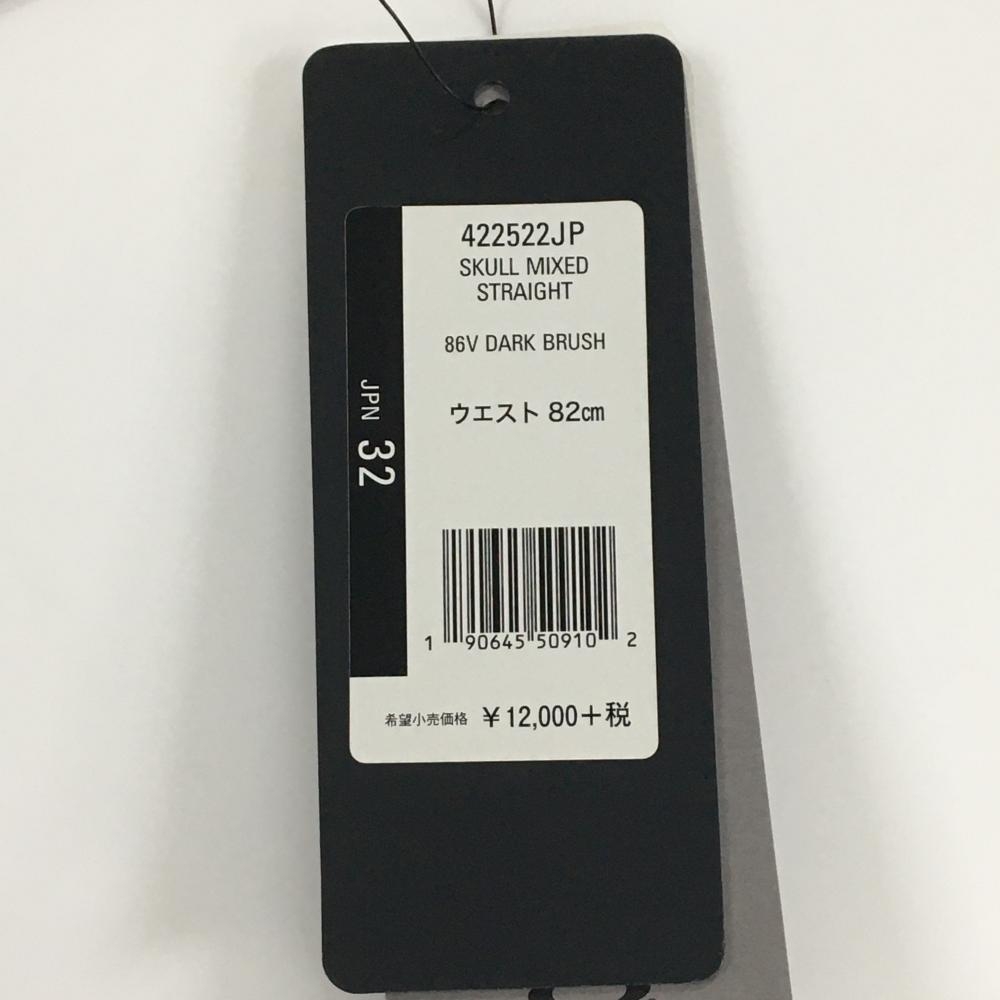 422522JP
SKULL MIXED
STRAIGHT
86V DARK BRUSH
JPN 32
ウエスト 82㎝
1 90645 50910 2
希望小売価格 ¥12,000+税